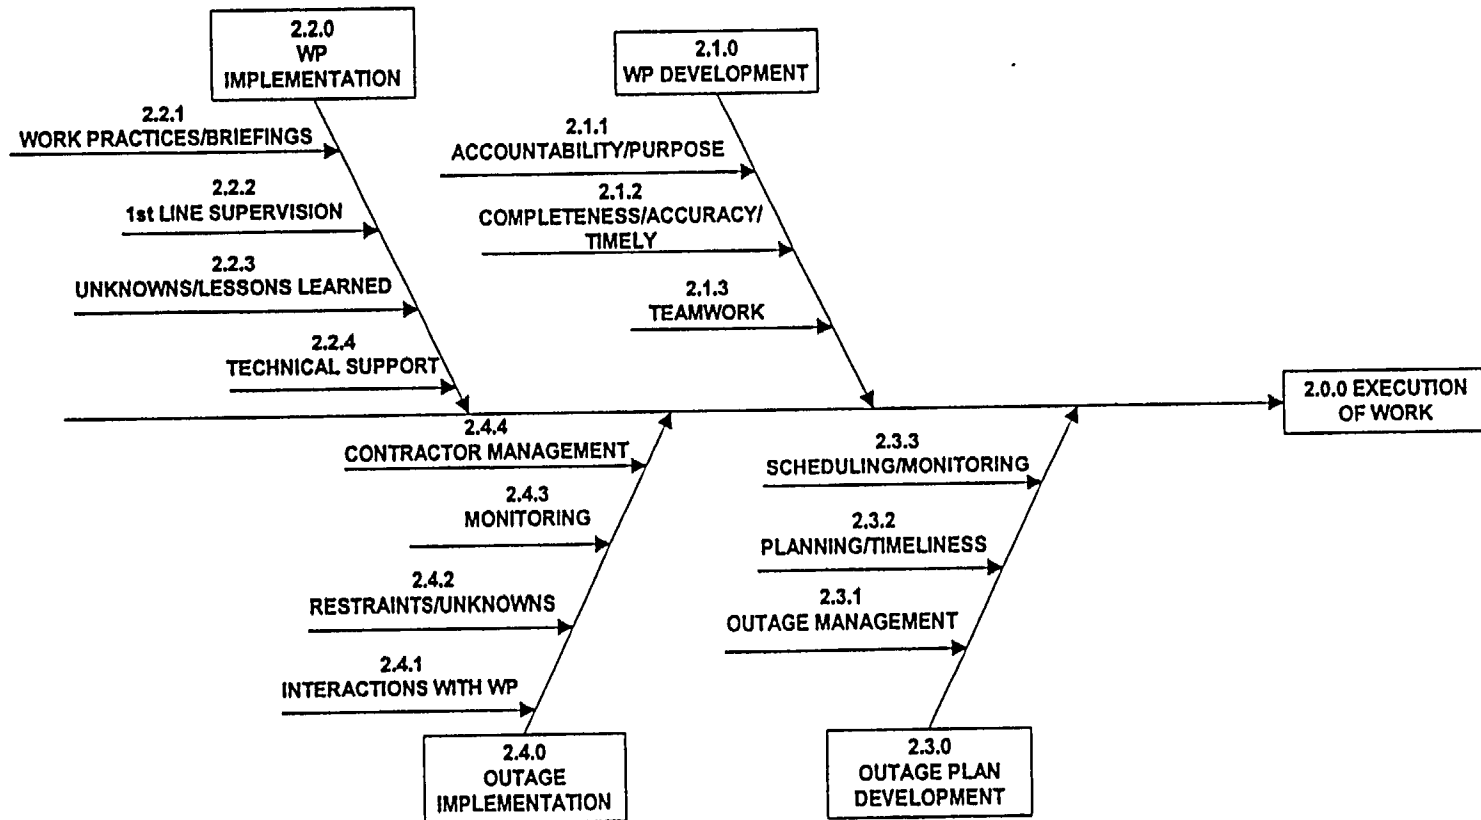 2.2.0
WP
IMPLEMENTATION
2.1.0
WP DEVELOPMENT
2.2.1
WORK PRACTICES/BRIEFINGS
2.2.2
1st LINE SUPERVISION
2.2.3
UNKNOWNS/LESSONS LEARNED
2.2.4
TECHNICAL SUPPORT
2.1.1
ACCOUNTABILITY/PURPOSE
2.1.2
COMPLETENESS/ACCURACY/
TIMELY
2.1.3
TEAMWORK
2.0.0 EXECUTION
OF WORK
2.4.4
CONTRACTOR MANAGEMENT
2.4.3
MONITORING
2.4.2
RESTRAINTS/UNKNOWNS
2.4.1
INTERACTIONS WITH WP
2.4.0
OUTAGE
IMPLEMENTATION
2.3.3
SCHEDULING/MONITORING
2.3.2
PLANNING/TIMELINESS
2.3.1
OUTAGE MANAGEMENT
2.3.0
OUTAGE PLAN
DEVELOPMENT